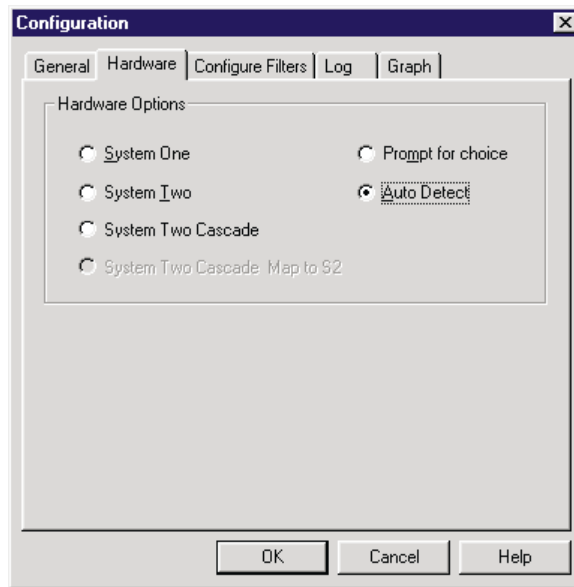 Configuration
General Hardware Configure Filters Log Graph
Hardware Options
System One Prompt for choice
System Two Auto Detect
System Two Cascade
System Two Cascade Map to S2
OK Cancel Help